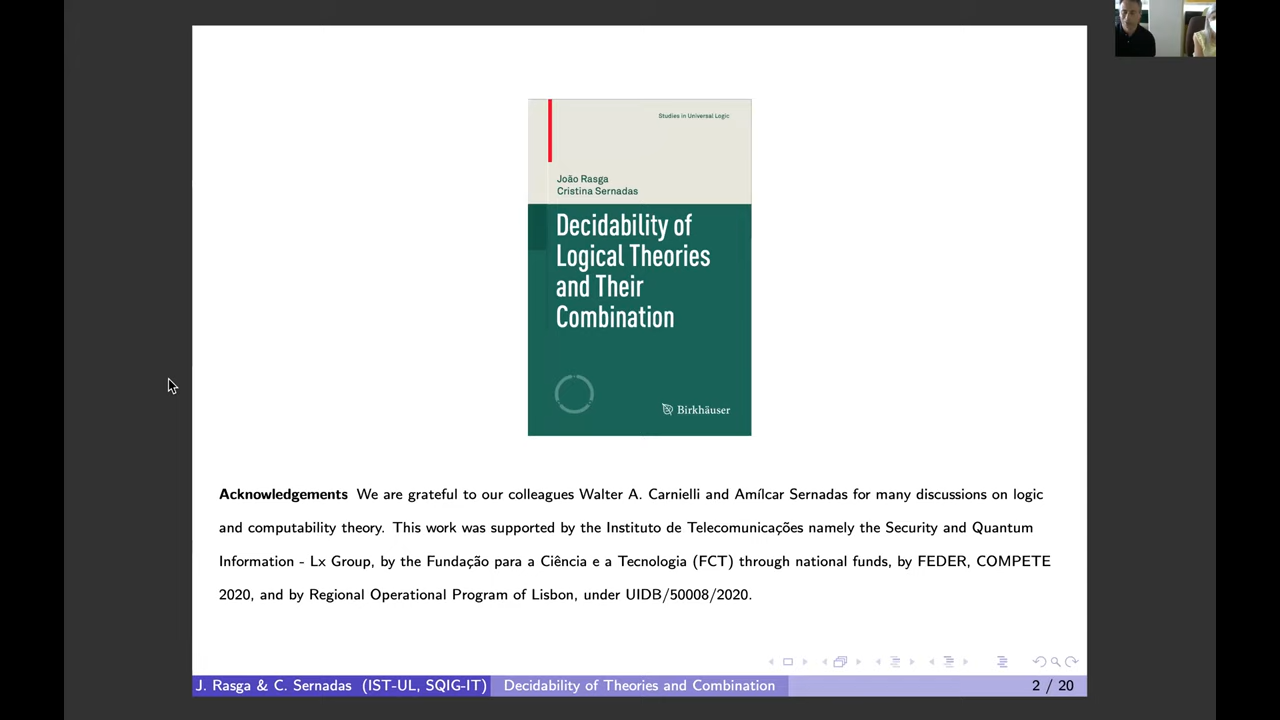 Studies in Universal Logic
João Rasga
Cristina Sernadas
Decidability of
Logical Theories
and Their
Combination
Birkhäuser
Acknowledgements We are grateful to our colleagues Walter A. Carnielli and Amílcar Sernadas for many discussions on logic
and computability theory. This work was supported by the Instituto de Telecomunicações namely the Security and Quantum
Information - Lx Group, by the Fundação para a Ciência e a Tecnologia (FCT) through national funds, by FEDER, COMPETE
2020, and by Regional Operational Program of Lisbon, under UIDB/50008/2020.
J. Rasga & C. Sernadas (IST-UL, SQIG-IT) Decidability of Theories and Combination 2 / 20